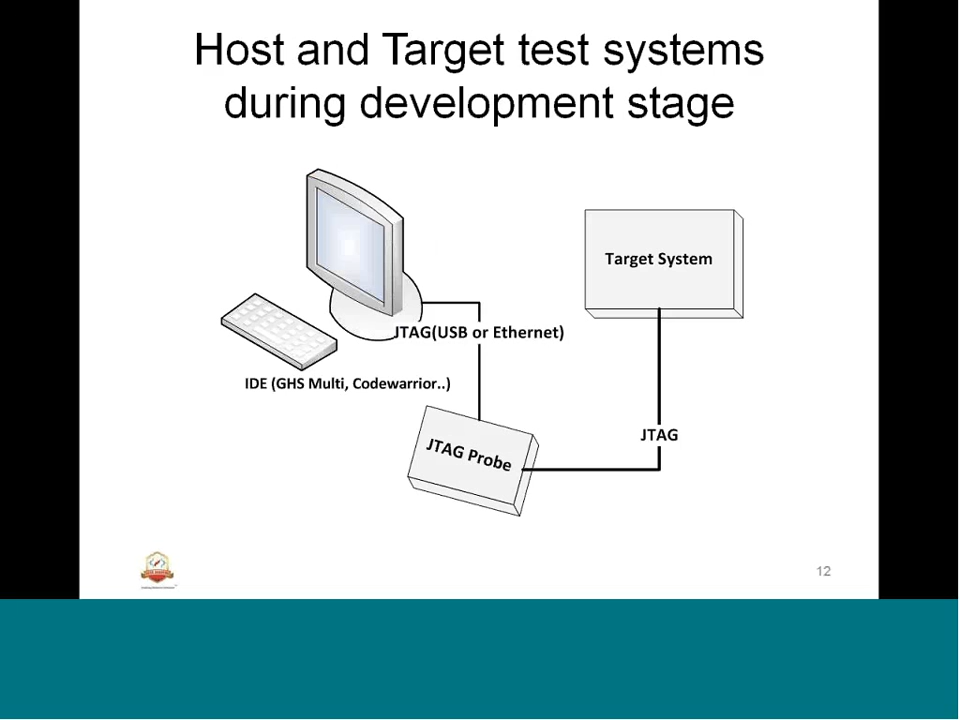 Host and Target test systems
during development stage
Target System
JTAG(USB or Ethernet)
IDE (GHS Multi, Codewarrior..)
JTAG
JTAG Probe
12